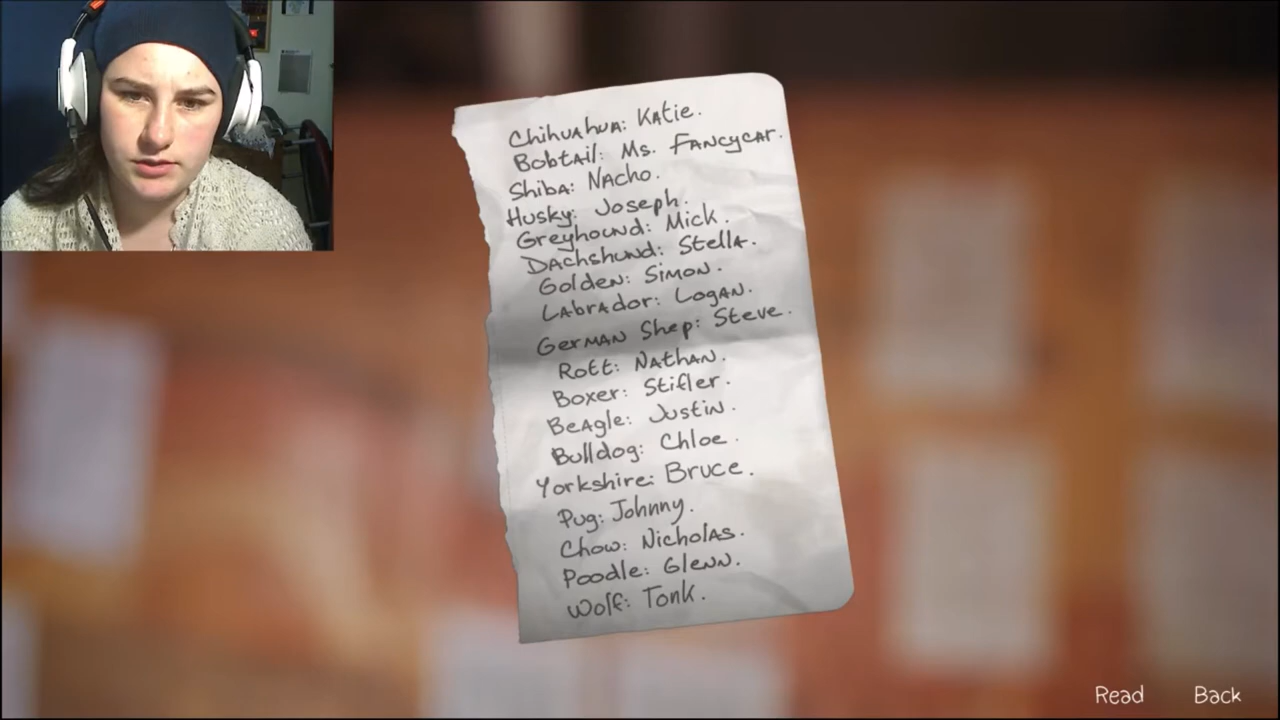 Chihuahua: Katie.
Bobtail: Ms. Fancycar.
Shiba: Nacho.
Husky: Joseph.
Greyhound: Mick.
Dachshund: Stella.
Golden: Simon.
Labrador: Logan.
German Shep: Steve.
Rott: Nathan.
Boxer: Stifler.
Beagle: Justin.
Bulldog: Chloe.
Yorkshire: Bruce.
Pug: Johnny.
Chow: Nicholas.
Poodle: Glenn.
Wolf: Tonk.
Read Back